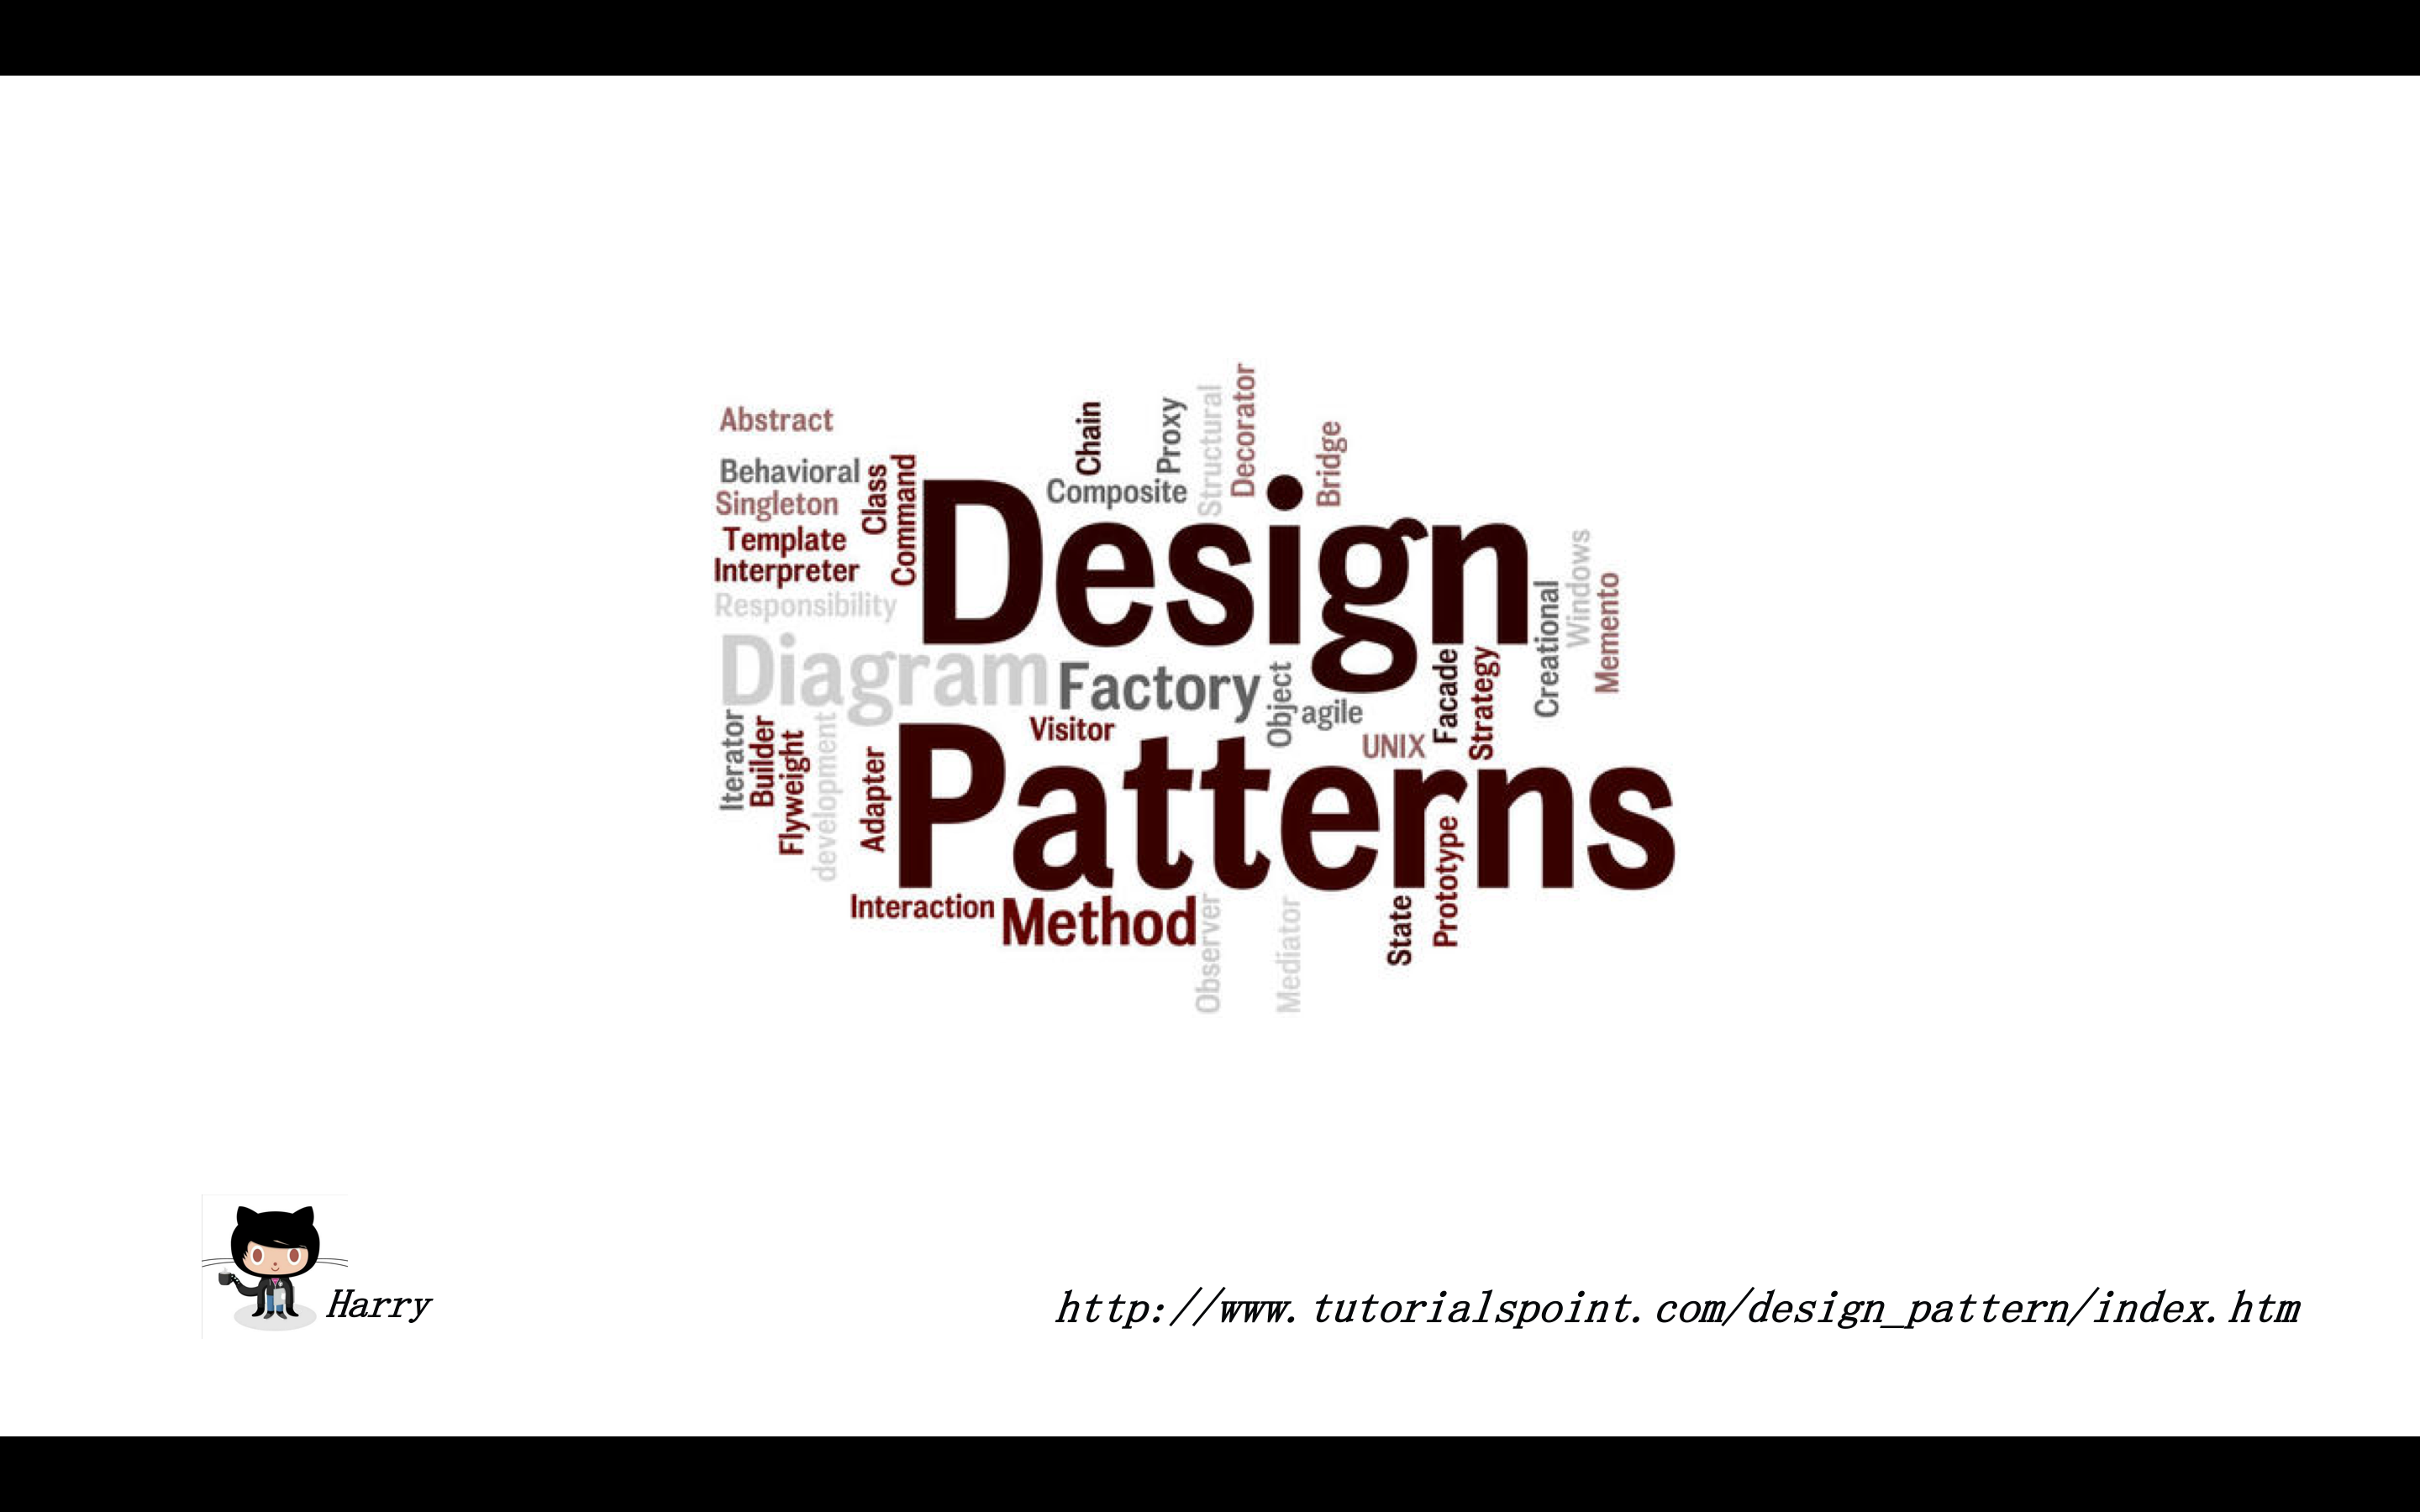 Abstract
Behavioral
Singleton
Template
Interpreter
Responsibility
Class
Command
Chain
Proxy
Composite
Structural
Decorator
Bridge
Design
Windows
Creational
Memento
Diagram
Factory
Object
agile
Facade
Strategy
Visitor
UNIX
Iterator
Builder
Flyweight
development
Adapter
Patterns
Prototype
Interaction
Method
Observer
Mediator
State
Harry
http://www.tutorialspoint.com/design_pattern/index.htm